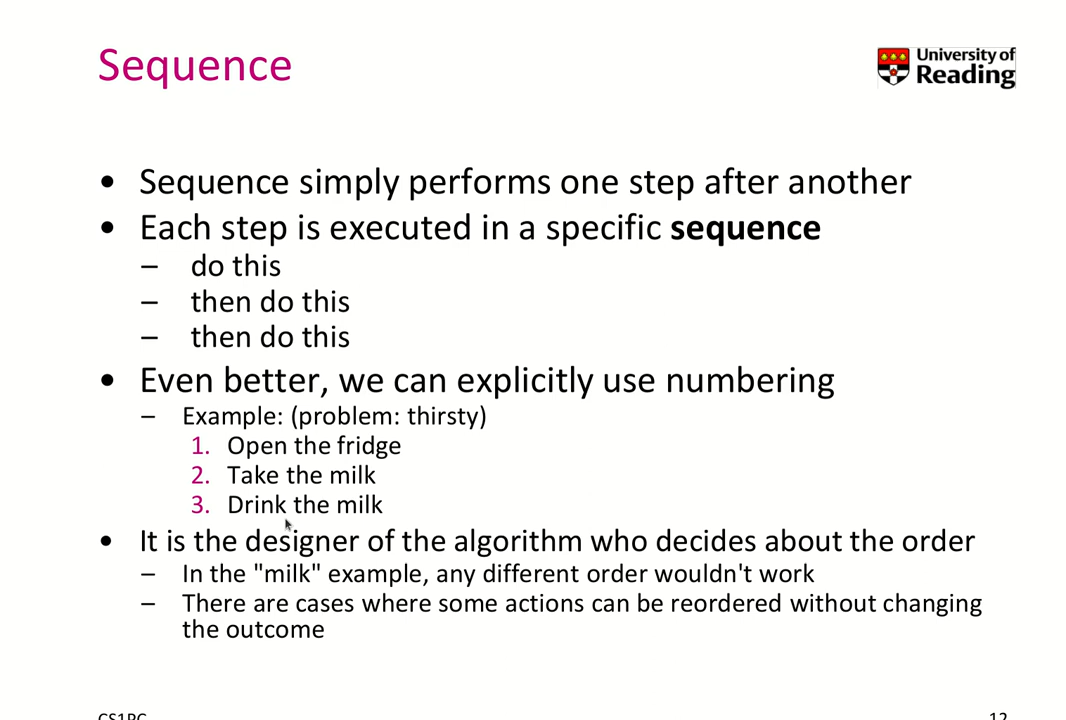 Sequence
University of
Reading
• Sequence simply performs one step after another
• Each step is executed in a specific sequence
– do this
– then do this
– then do this
• Even better, we can explicitly use numbering
– Example: (problem: thirsty)
1. Open the fridge
2. Take the milk
3. Drink the milk
• It is the designer of the algorithm who decides about the order
– In the "milk" example, any different order wouldn't work
– There are cases where some actions can be reordered without changing
the outcome
12